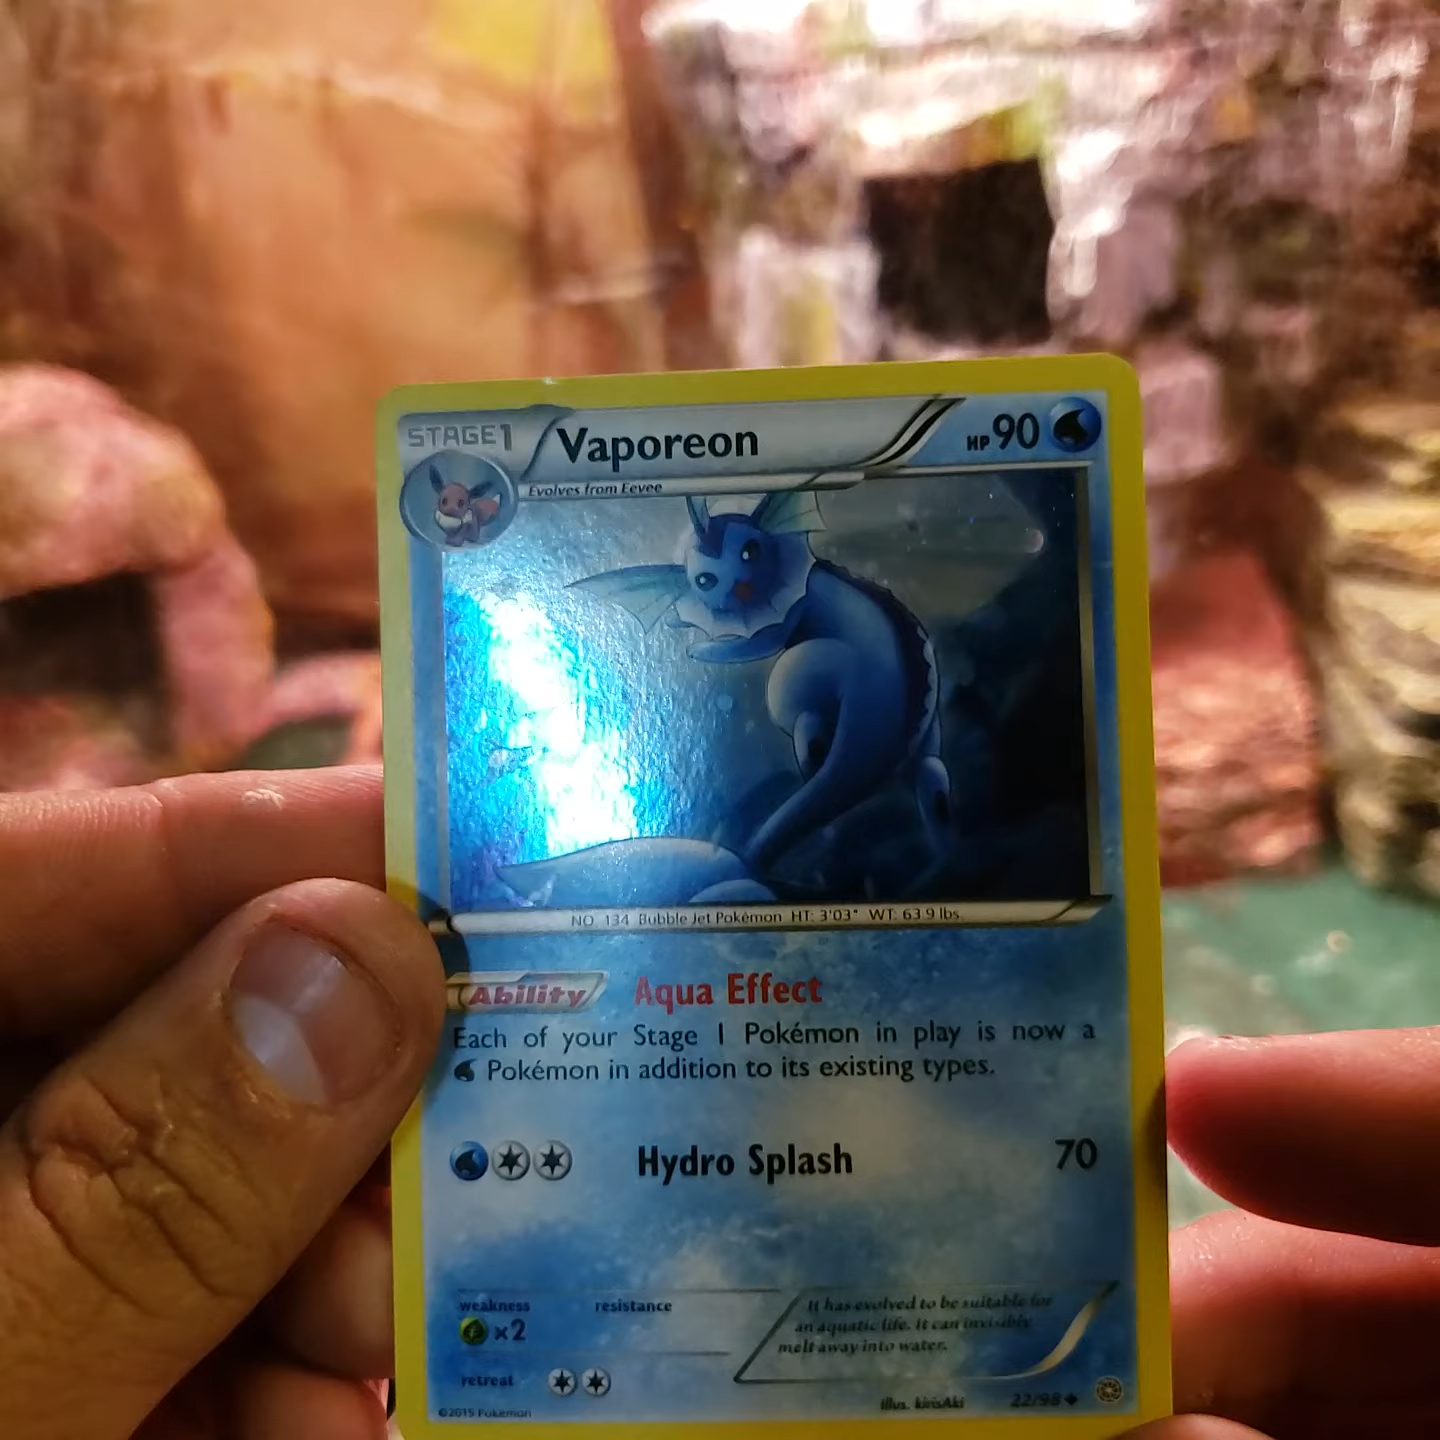 STAGE1 Vaporeon HP 90
Evolves from Eevee
NO. 134 Bubble Jet Pokémon HT: 3'03" WT: 63.9 lbs.
Ability Aqua Effect
Each of your Stage 1 Pokémon in play is now a
Pokémon in addition to its existing types.
Hydro Splash 70
weakness resistance
×2
It has evolved to be suitable for
an aquatic life. It can invisibly
melt away into water.
retreat
illus. kirisAki 22/98
©2015 Pokémon